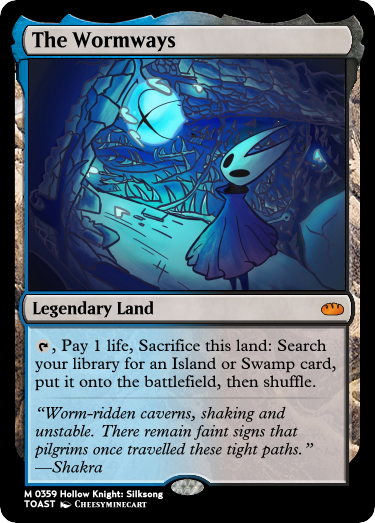 The Wormways
Legendary Land
, Pay 1 life, Sacrifice this land: Search
your library for an Island or Swamp card,
put it onto the battlefield, then shuffle.
“Worm-ridden caverns, shaking and
unstable. There remain faint signs that
pilgrims once travelled these tight paths.”
—Shakra
M 0359 Hollow Knight: Silksong
TOAST CHEESYMINECART